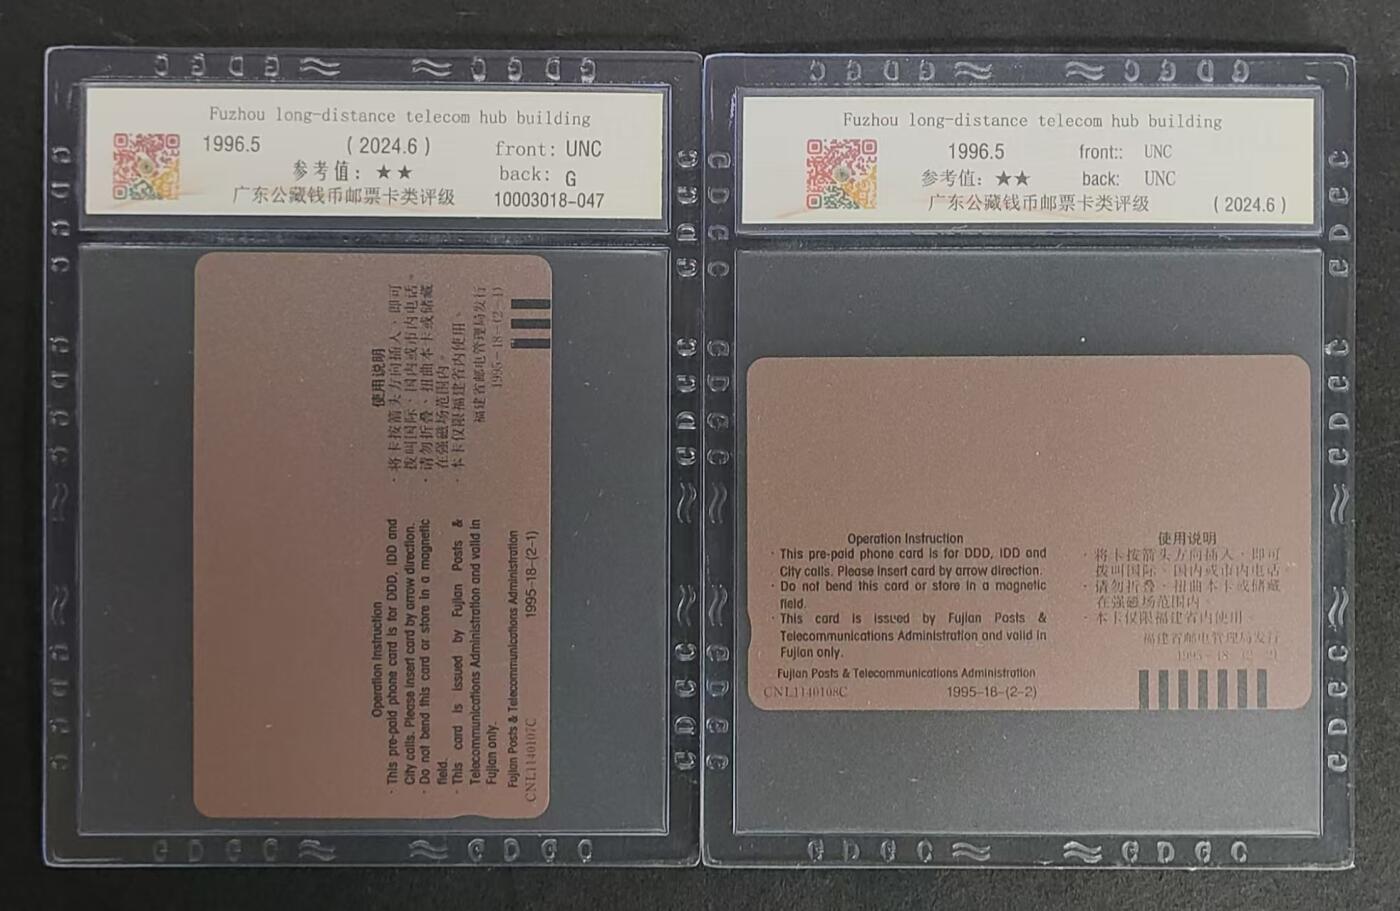 Fuzhou long-distance telecom hub building
1996.5 (2024.6) front: UNC
参考值：★★ back: G
广东公藏钱币邮票卡类评级 10003018-047
使用说明
· 将卡按箭头方向插入，即可
拨叫国际、国内或市内电话。
· 请勿折叠、扭曲本卡或储藏
在强磁场范围内。
· 本卡仅限福建省内使用。
福建省邮电管理局发行
1995-18-(2-1)
Operation Instruction
· This pre-paid phone card is for DDD, IDD and
City calls. Please insert card by arrow direction.
· Do not bend this card or store in a magnetic
field.
· This card is issued by Fujian Posts &
Telecommunications Administration and valid in
Fujian only.
Fujian Posts & Telecommunications Administration
CNL1140107C 1995-18-(2-1)
Fuzhou long-distance telecom hub building
1996.5 front:: UNC
参考值：★★ back: UNC
广东公藏钱币邮票卡类评级 (2024.6)
Operation Instruction
· This pre-paid phone card is for DDD, IDD and
City calls. Please insert card by arrow direction.
· Do not bend this card or store in a magnetic
field.
· This card is issued by Fujian Posts &
Telecommunications Administration and valid in
Fujian only.
Fujian Posts & Telecommunications Administration
CNL1140108C 1995-18-(2-2)
使用说明
· 将卡按箭头方向插入，即可
拨叫国际、国内或市内电话。
· 请勿折叠、扭曲本卡或储藏
在强磁场范围内。
· 本卡仅限福建省内使用。
福建省邮电管理局发行
1995-18-(2-2)